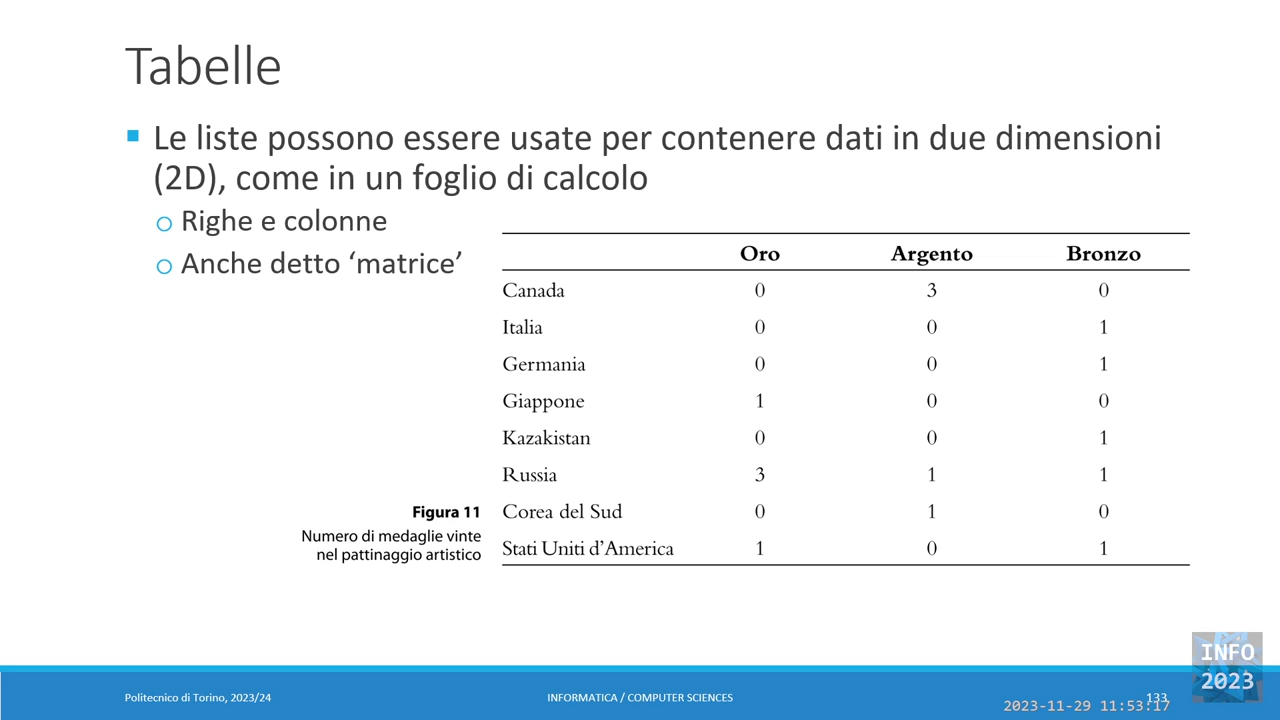 Tabelle
Le liste possono essere usate per contenere dati in due dimensioni
(2D), come in un foglio di calcolo
Righe e colonne
Anche detto ‘matrice’
Oro Argento Bronzo
Canada 0 3 0
Italia 0 0 1
Germania 0 0 1
Giappone 1 0 0
Kazakistan 0 0 1
Russia 3 1 1
Corea del Sud 0 1 0
Stati Uniti d’America 1 0 1
Figura 11
Numero di medaglie vinte
nel pattinaggio artistico
INFO
2023
Politecnico di Torino, 2023/24
INFORMATICA / COMPUTER SCIENCES
133
2023-11-29 11:53:17